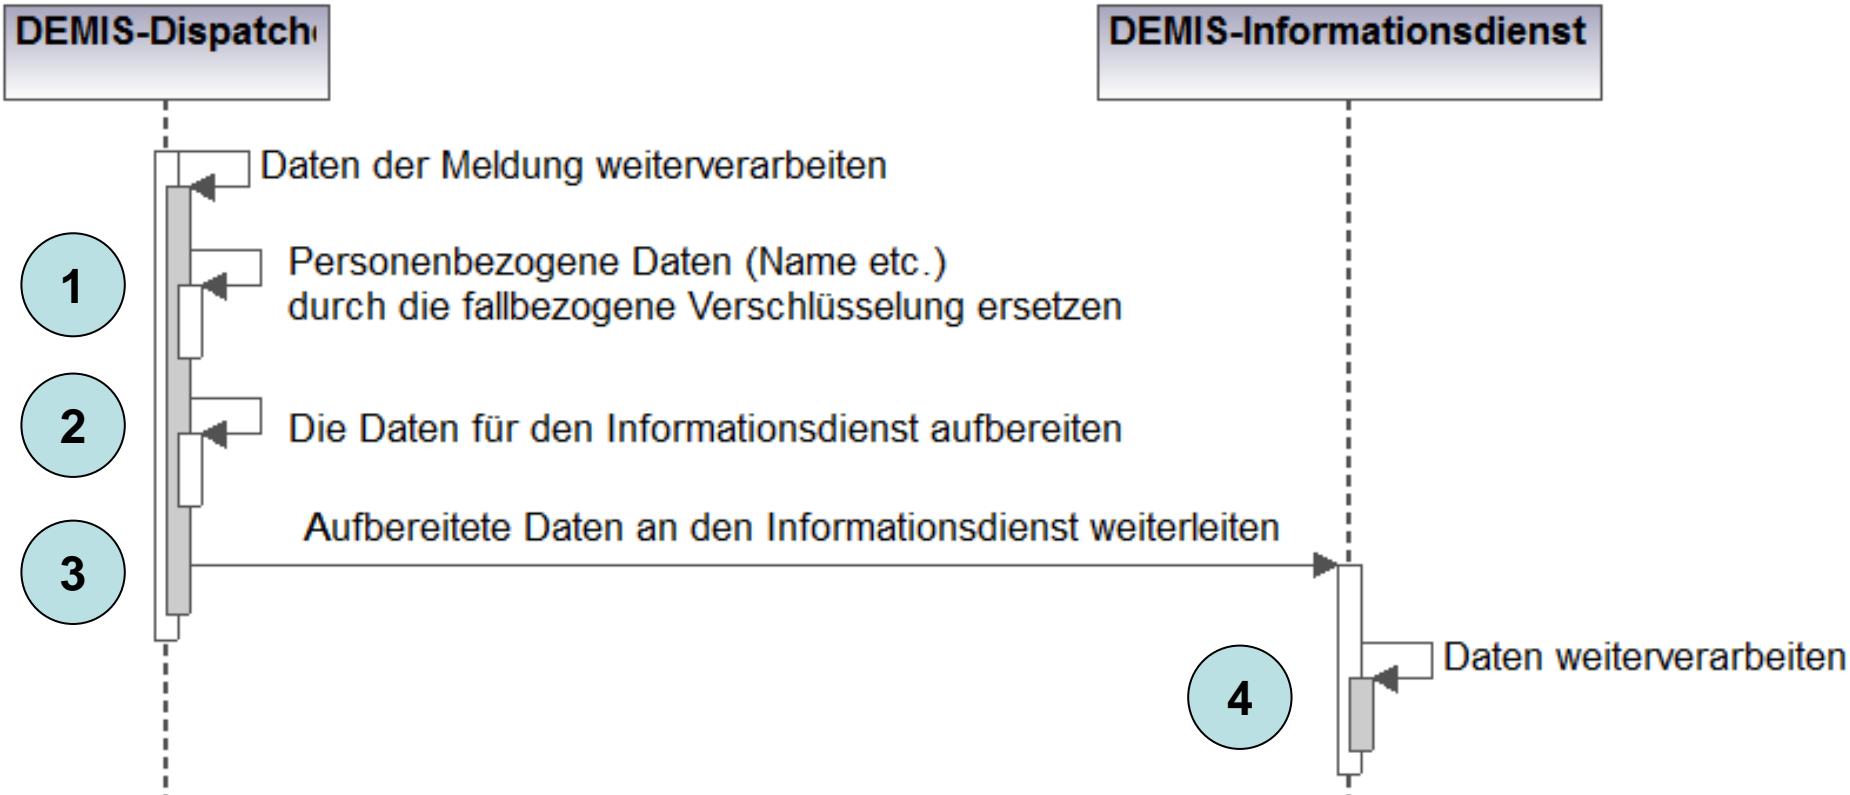 DEMIS-Dispatch
DEMIS-Informationsdienst
Daten der Meldung weiterverarbeiten
1
Personenbezogene Daten (Name etc.)
durch die fallbezogene Verschlüsselung ersetzen
2
Die Daten für den Informationsdienst aufbereiten
Aufbereitete Daten an den Informationsdienst weiterleiten
3
Daten weiterverarbeiten
4